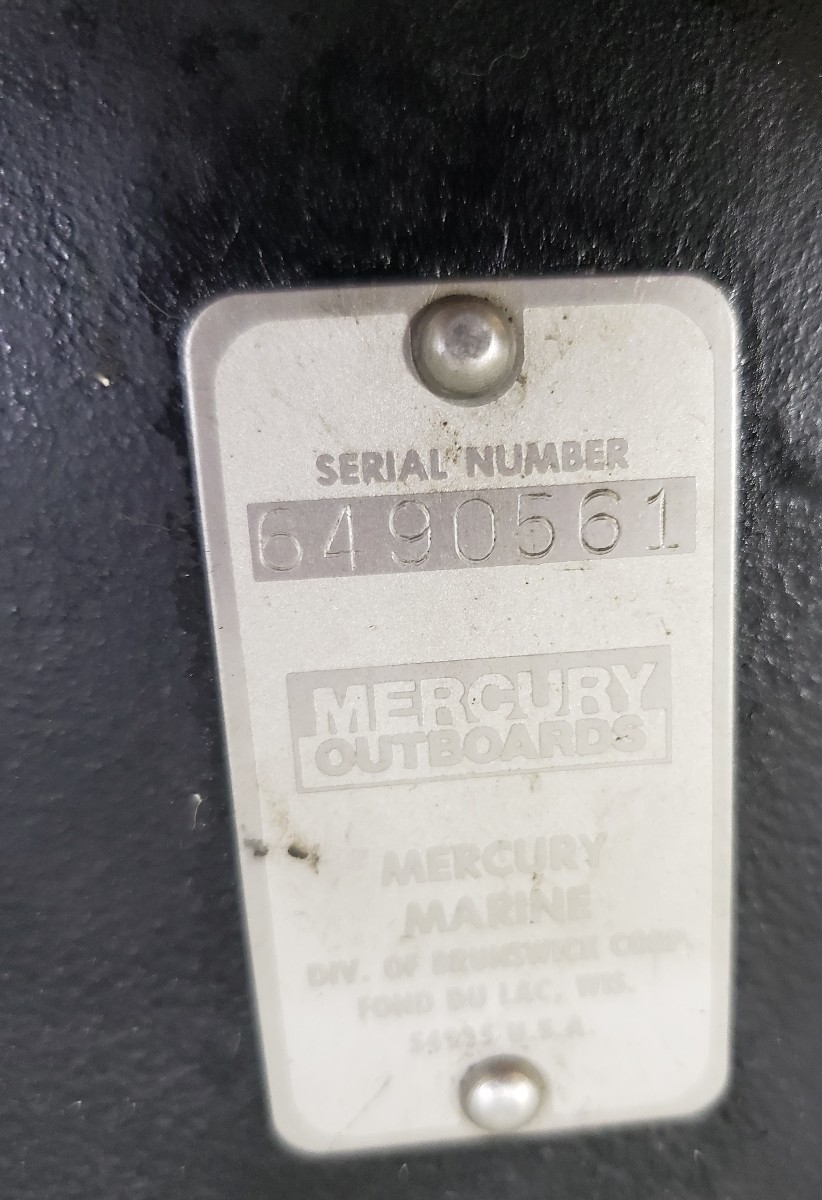 SERIAL NUMBER
6490561
MERCURY
OUTBOARDS
MERCURY
MARINE
DIV. OF BRUNSWICK CORP.
FOND DU LAC, WIS.
54935 U.S.A.